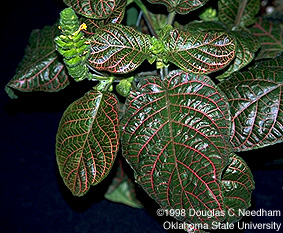 ©1998 Douglas C Needham
Oklahoma State University